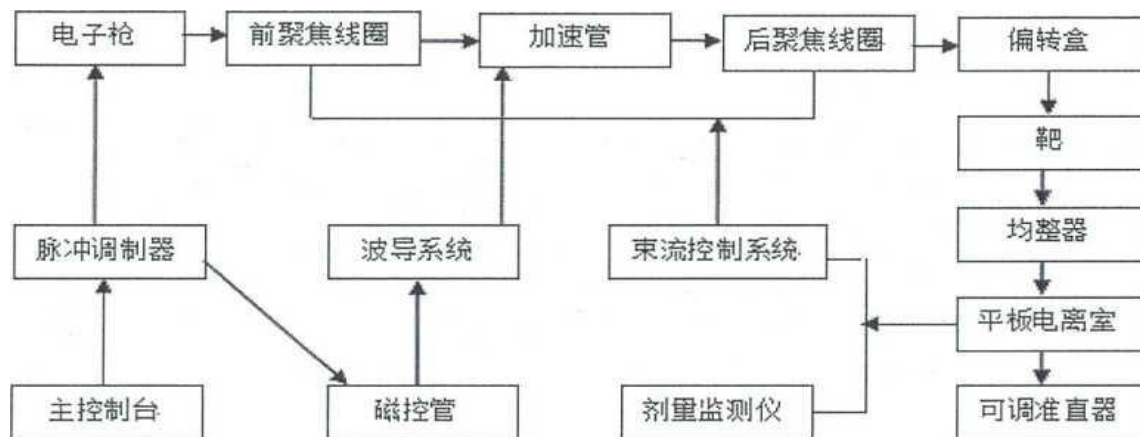 电子枪
前聚焦线圈
加速管
后聚焦线圈
偏转盒
靶
脉冲调制器
波导系统
束流控制系统
均整器
平板电离室
主控制台
磁控管
剂量监测仪
可调准直器